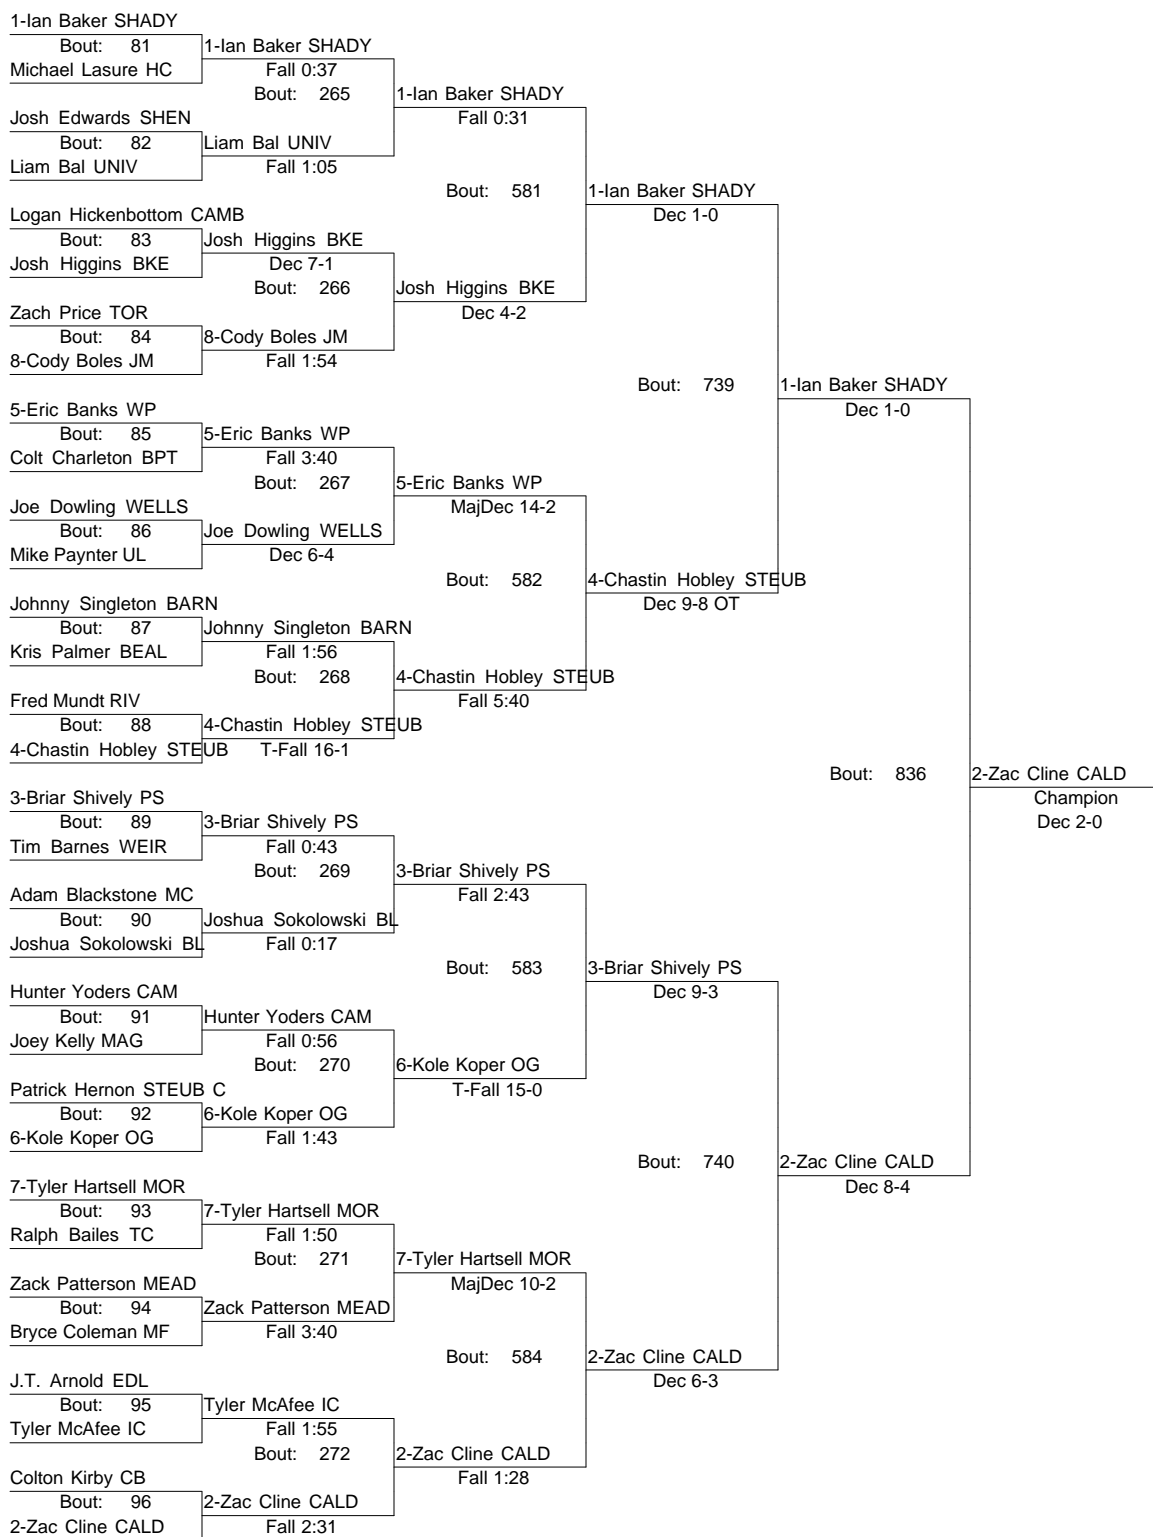 1-Ian Baker SHADY
Bout: 81
1-Ian Baker SHADY
Michael Lasure HC
Fall 0:37
Bout: 265
1-Ian Baker SHADY
Josh Edwards SHEN
Fall 0:31
Bout: 82
Liam Bal UNIV
Liam Bal UNIV
Fall 1:05
Bout: 581
1-Ian Baker SHADY
Logan Hickenbottom CAMB
Dec 1-0
Bout: 83
Josh Higgins BKE
Josh Higgins BKE
Dec 7-1
Bout: 266
Josh Higgins BKE
Zach Price TOR
Dec 4-2
Bout: 84
8-Cody Boles JM
8-Cody Boles JM
Fall 1:54
Bout: 739
1-Ian Baker SHADY
5-Eric Banks WP
Dec 1-0
Bout: 85
5-Eric Banks WP
Colt Charleton BPT
Fall 3:40
Bout: 267
5-Eric Banks WP
Joe Dowling WELLS
MajDec 14-2
Bout: 86
Joe Dowling WELLS
Mike Paynter UL
Dec 6-4
Bout: 582
4-Chastin Hobley STEUB
Johnny Singleton BARN
Dec 9-8 OT
Bout: 87
Johnny Singleton BARN
Kris Palmer BEAL
Fall 1:56
Bout: 268
4-Chastin Hobley STEUB
Fred Mundt RIV
Fall 5:40
Bout: 88
4-Chastin Hobley STEUB
4-Chastin Hobley STEUB
T-Fall 16-1
Bout: 836
2-Zac Cline CALD
3-Briar Shively PS
Champion
Bout: 89
3-Briar Shively PS
Dec 2-0
Tim Barnes WEIR
Fall 0:43
Bout: 269
3-Briar Shively PS
Adam Blackstone MC
Fall 2:43
Bout: 90
Joshua Sokolowski BL
Joshua Sokolowski BL
Fall 0:17
Bout: 583
3-Briar Shively PS
Hunter Yoders CAM
Dec 9-3
Bout: 91
Hunter Yoders CAM
Joey Kelly MAG
Fall 0:56
Bout: 270
6-Kole Koper OG
Patrick Hernon STEUB C
T-Fall 15-0
Bout: 92
6-Kole Koper OG
6-Kole Koper OG
Fall 1:43
Bout: 740
2-Zac Cline CALD
7-Tyler Hartsell MOR
Dec 8-4
Bout: 93
7-Tyler Hartsell MOR
Ralph Bailes TC
Fall 1:50
Bout: 271
7-Tyler Hartsell MOR
Zack Patterson MEAD
MajDec 10-2
Bout: 94
Zack Patterson MEAD
Bryce Coleman MF
Fall 3:40
Bout: 584
2-Zac Cline CALD
J.T. Arnold EDL
Dec 6-3
Bout: 95
Tyler McAfee IC
Tyler McAfee IC
Fall 1:55
Bout: 272
2-Zac Cline CALD
Colton Kirby CB
Fall 1:28
Bout: 96
2-Zac Cline CALD
2-Zac Cline CALD
Fall 2:31